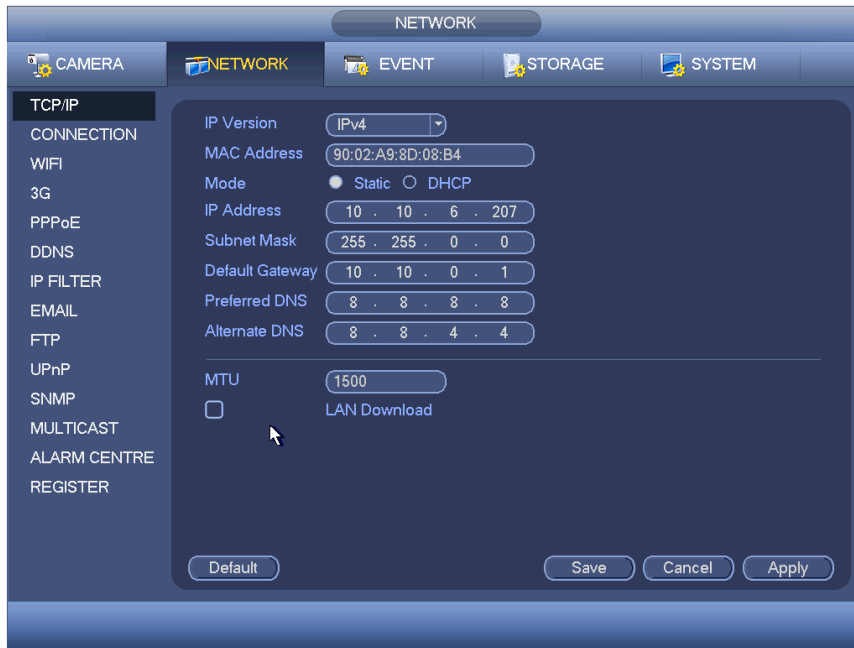 NETWORK
CAMERA NETWORK EVENT STORAGE SYSTEM
TCP/IP
CONNECTION
WIFI
3G
PPPoE
DDNS
IP FILTER
EMAIL
FTP
UPnP
SNMP
MULTICAST
ALARM CENTRE
REGISTER
IP Version IPv4
MAC Address 90:02:A9:8D:08:B4
Mode Static DHCP
IP Address 10 . 10 . 6 . 207
Subnet Mask 255 . 255 . 0 . 0
Default Gateway 10 . 10 . 0 . 1
Preferred DNS 8 . 8 . 8 . 8
Alternate DNS 8 . 8 . 4 . 4
MTU 1500
LAN Download
Default Save Cancel Apply